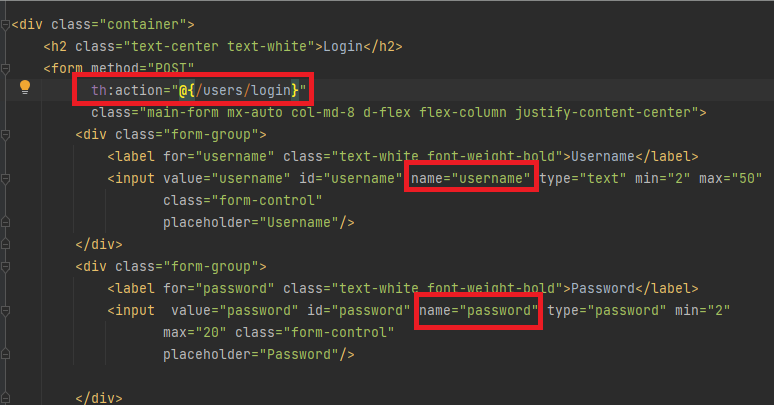 <div class="container">
<h2 class="text-center text-white">Login</h2>
<form method="POST"
th:action="@{/users/login}"
class="main-form mx-auto col-md-8 d-flex flex-column justify-content-center">
<div class="form-group">
<label for="username" class="text-white font-weight-bold">Username</label>
<input value="username" id="username" name="username" type="text" min="2" max="50"
class="form-control"
placeholder="Username"/>
</div>
<div class="form-group">
<label for="password" class="text-white font-weight-bold">Password</label>
<input  value="password" id="password" name="password" type="password" min="2"
max="20" class="form-control"
placeholder="Password"/>
</div>